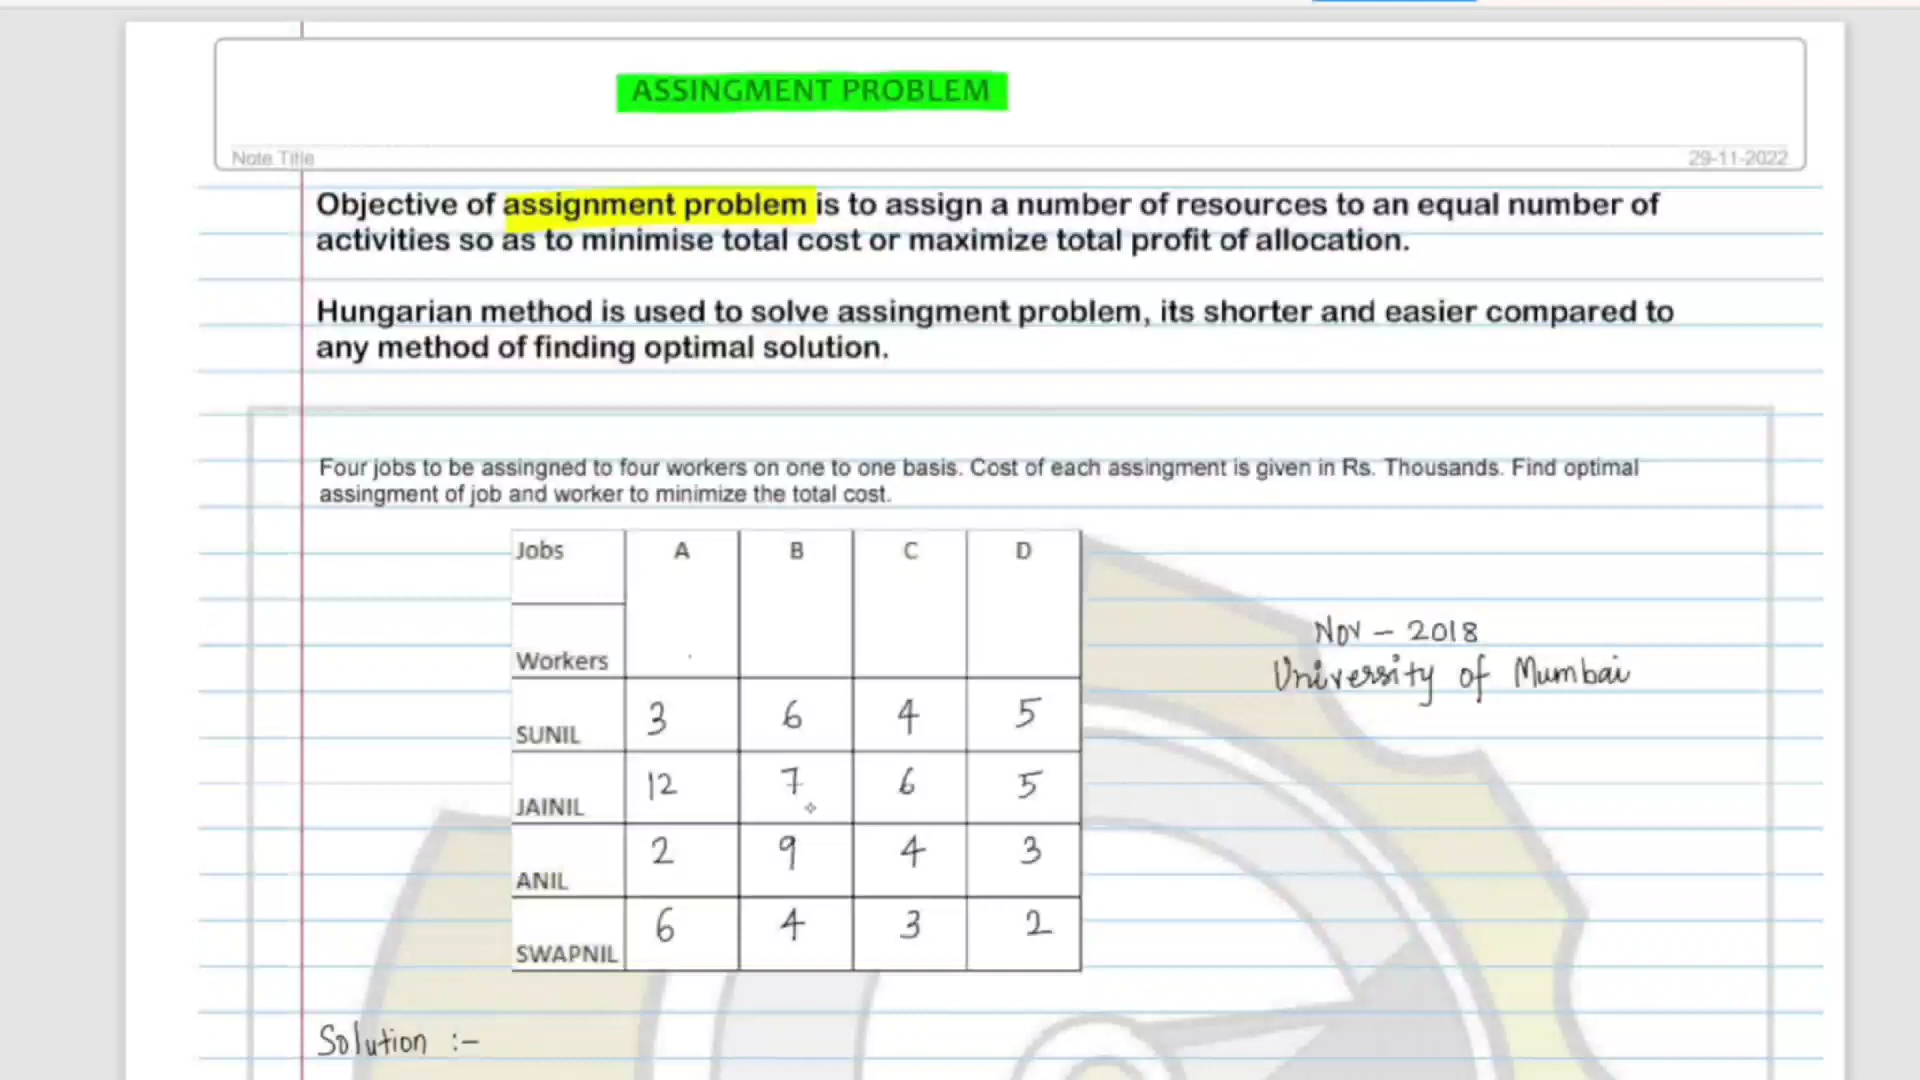 ASSINGMENT PROBLEM
Note Title
29-11-2022
Objective of assignment problem is to assign a number of resources to an equal number of
activities so as to minimise total cost or maximize total profit of allocation.
Hungarian method is used to solve assingment problem, its shorter and easier compared to
any method of finding optimal solution.
Four jobs to be assingned to four workers on one to one basis. Cost of each assingment is given in Rs. Thousands. Find optimal
assingment of job and worker to minimize the total cost.
Jobs A B C D
Workers
Nov - 2018
University of Mumbai
SUNIL 3 6 4 5
JAINIL 12 7 6 5
ANIL 2 9 4 3
SWAPNIL 6 4 3 2
Solution :-